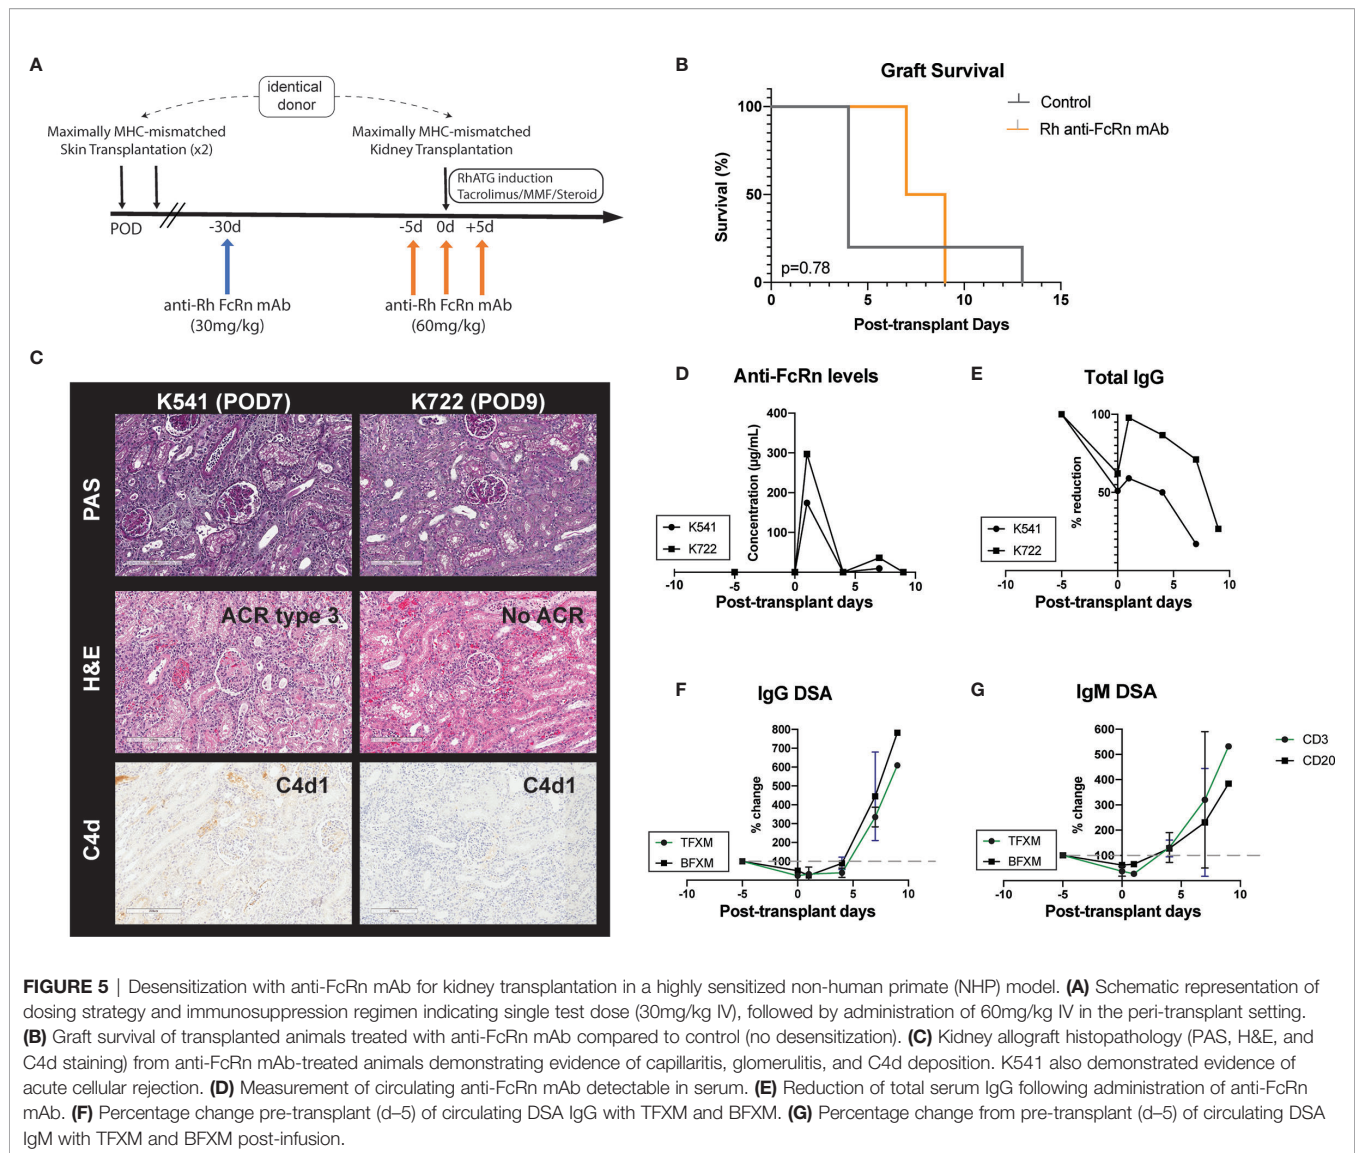 A
identical
donor
Maximally MHC-mismatched
Skin Transplantation (x2)
Maximally MHC-mismatched
Kidney Transplantation
RhATG induction
Tacrolimus/MMF/Steroid
POD
-30d
-5d
0d
+5d
anti-Rh FcRn mAb
(30mg/kg)
anti-Rh FcRn mAb
(60mg/kg)
B
Graft Survival
Control
Rh anti-FcRn mAb
Survival (%)
100
50
0
p=0.78
0
5
10
15
Post-transplant Days
C
K541 (POD7)
K722 (POD9)
PAS
H&E
ACR type 3
No ACR
C4d
C4d1
C4d1
D
Anti-FcRn levels
Concentration (µg/mL)
400
300
200
100
K541
K722
-10
-5
0
5
10
Post-transplant days
E
Total IgG
% reduction
100
50
K541
K722
-10
-5
0
5
10
Post-transplant days
F
IgG DSA
% change
800
700
600
500
400
300
200
100
TFXM
BFXM
-10
-5
0
5
10
Post-transplant days
G
IgM DSA
% change
600
500
400
300
200
100
TFXM
BFXM
CD3
CD20
-10
-5
0
5
10
Post-transplant days
FIGURE 5 | Desensitization with anti-FcRn mAb for kidney transplantation in a highly sensitized non-human primate (NHP) model. (A) Schematic representation of
dosing strategy and immunosuppression regimen indicating single test dose (30mg/kg IV), followed by administration of 60mg/kg IV in the peri-transplant setting.
(B) Graft survival of transplanted animals treated with anti-FcRn mAb compared to control (no desensitization). (C) Kidney allograft histopathology (PAS, H&E, and
C4d staining) from anti-FcRn mAb-treated animals demonstrating evidence of capillaritis, glomerulitis, and C4d deposition. K541 also demonstrated evidence of
acute cellular rejection. (D) Measurement of circulating anti-FcRn mAb detectable in serum. (E) Reduction of total serum IgG following administration of anti-FcRn
mAb. (F) Percentage change pre-transplant (d–5) of circulating DSA IgG with TFXM and BFXM. (G) Percentage change from pre-transplant (d–5) of circulating DSA
IgM with TFXM and BFXM post-infusion.